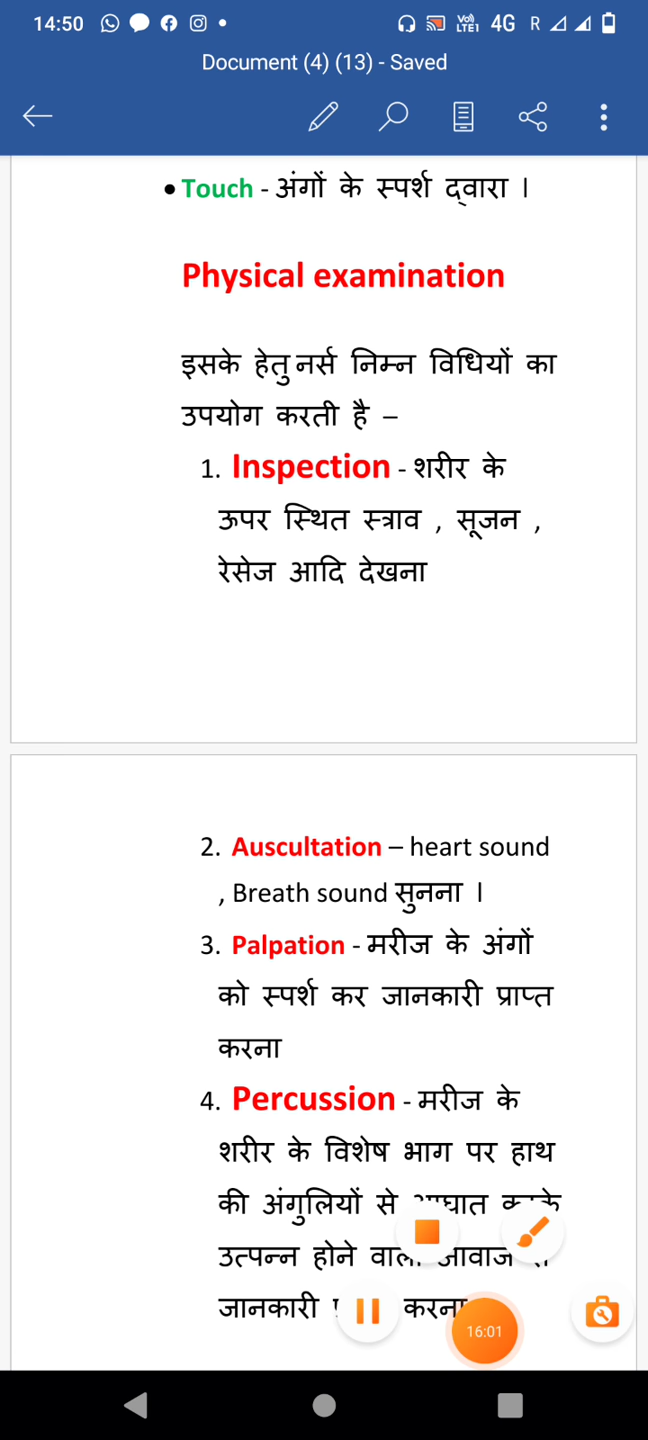 14:50
4G R
Document (4) (13) - Saved
• Touch - अंगों के स्पर्श द्वारा ।
Physical examination
इसके हेतु नर्स निम्न विधियों का
उपयोग करती है –
1. Inspection - शरीर के
ऊपर स्थित स्त्राव , सूजन ,
रेसेज आदि देखना
2. Auscultation – heart sound
, Breath sound सुनना ।
3. Palpation - मरीज के अंगों
को स्पर्श कर जानकारी प्राप्त
करना
4. Percussion - मरीज के
शरीर के विशेष भाग पर हाथ
की अंगुलियों से
उत्पन्न होने
जानकारी करना
16:01